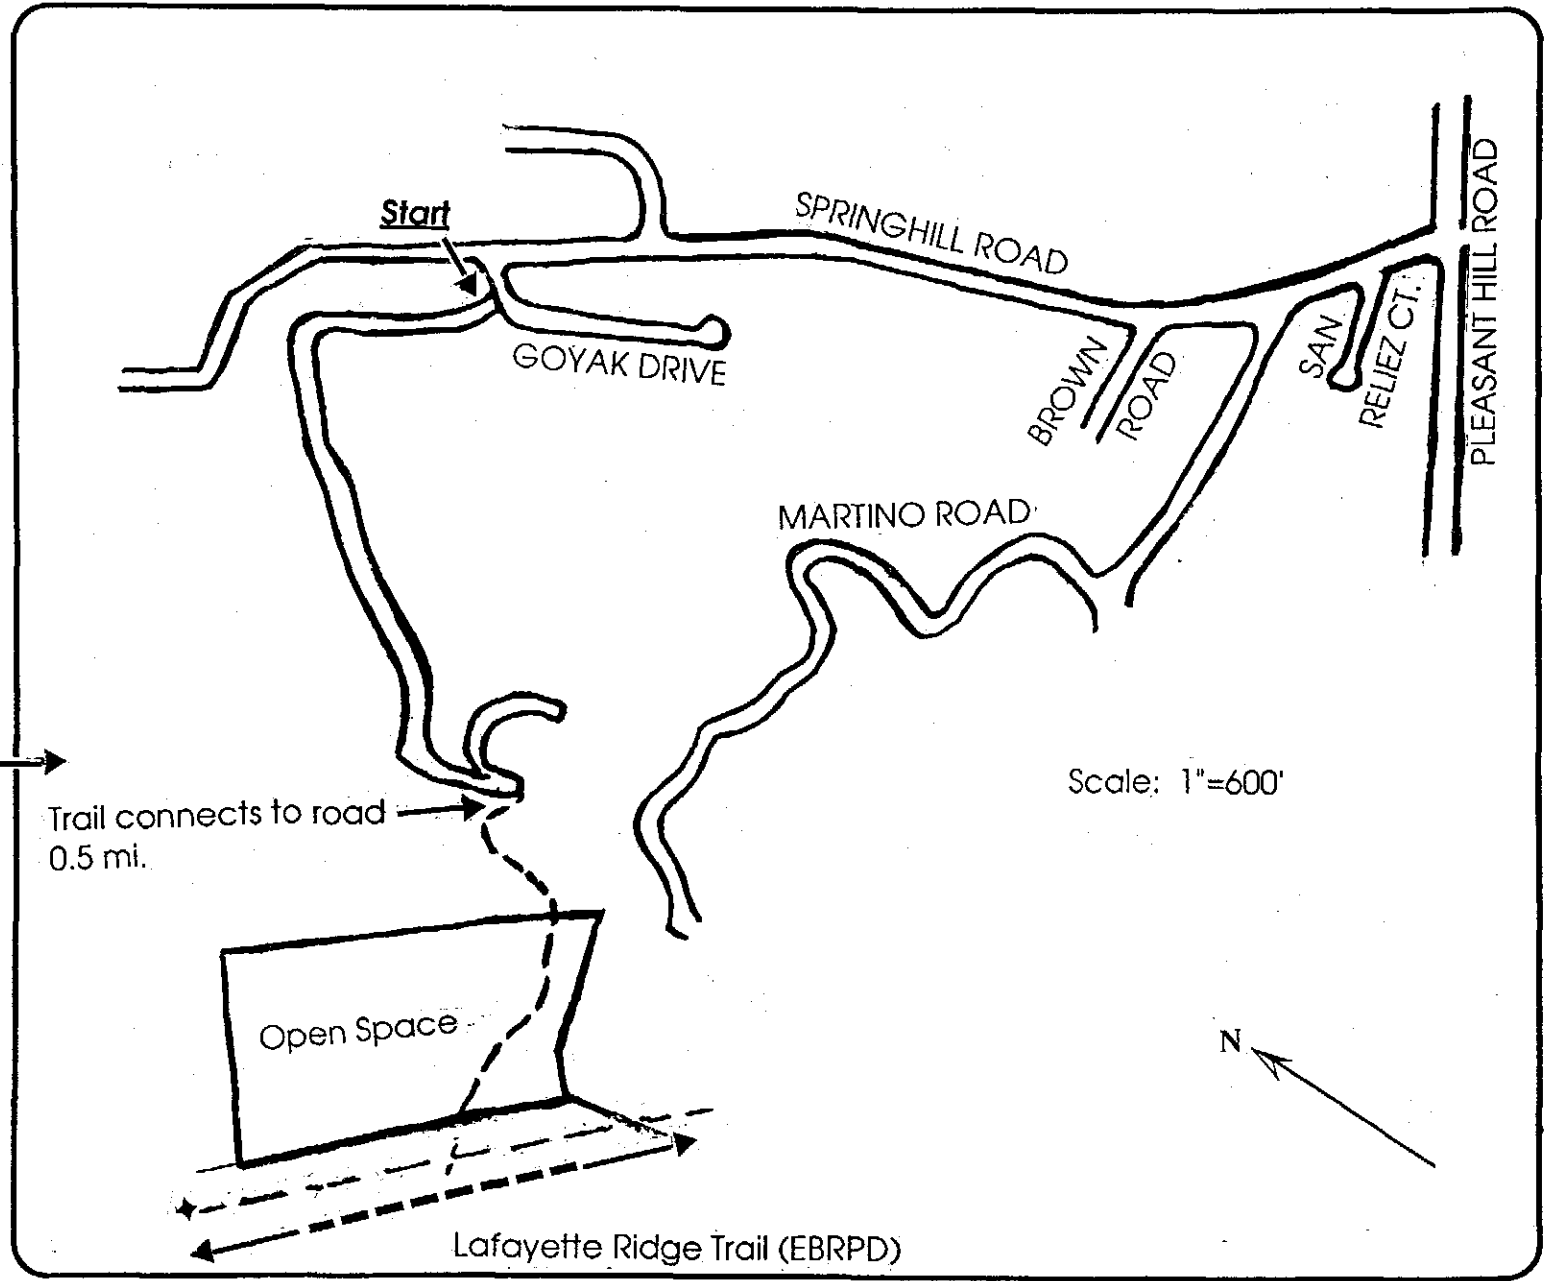 Start
SPRINGHILL ROAD
PLEASANT HILL ROAD
GOYAK DRIVE
BROWN
ROAD
SAN
RELIEZ CT.
MARTINO ROAD
Scale: 1"=600'
Trail connects to road
0.5 mi.
Open Space
N
Lafayette Ridge Trail (EBRPD)